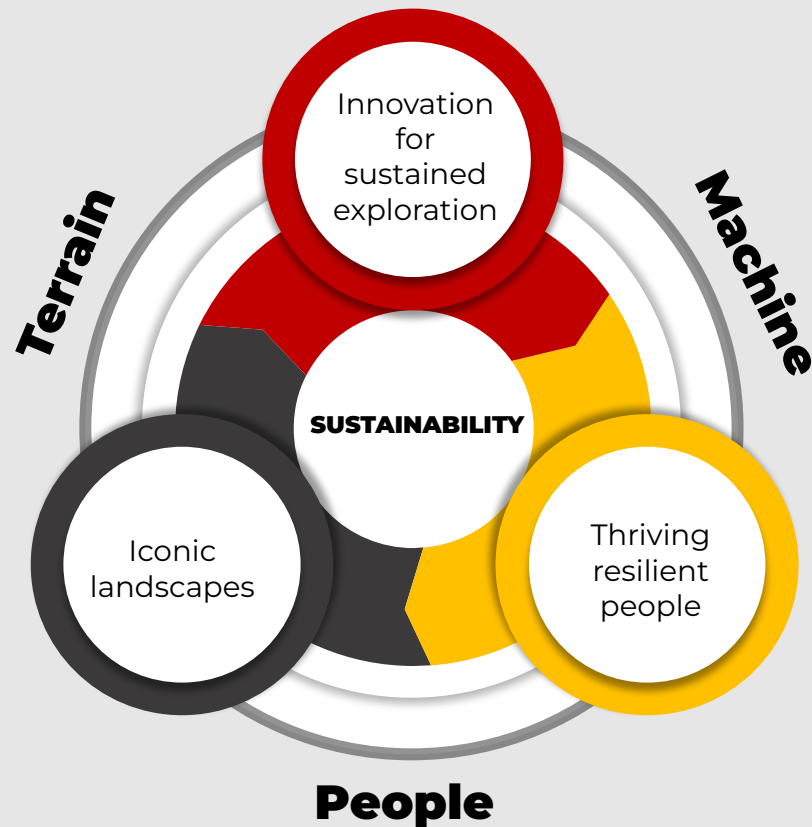 Innovation
for
sustained
exploration
Terrain
Machine
SUSTAINABILITY
Iconic
landscapes
Thriving
resilient
people
People